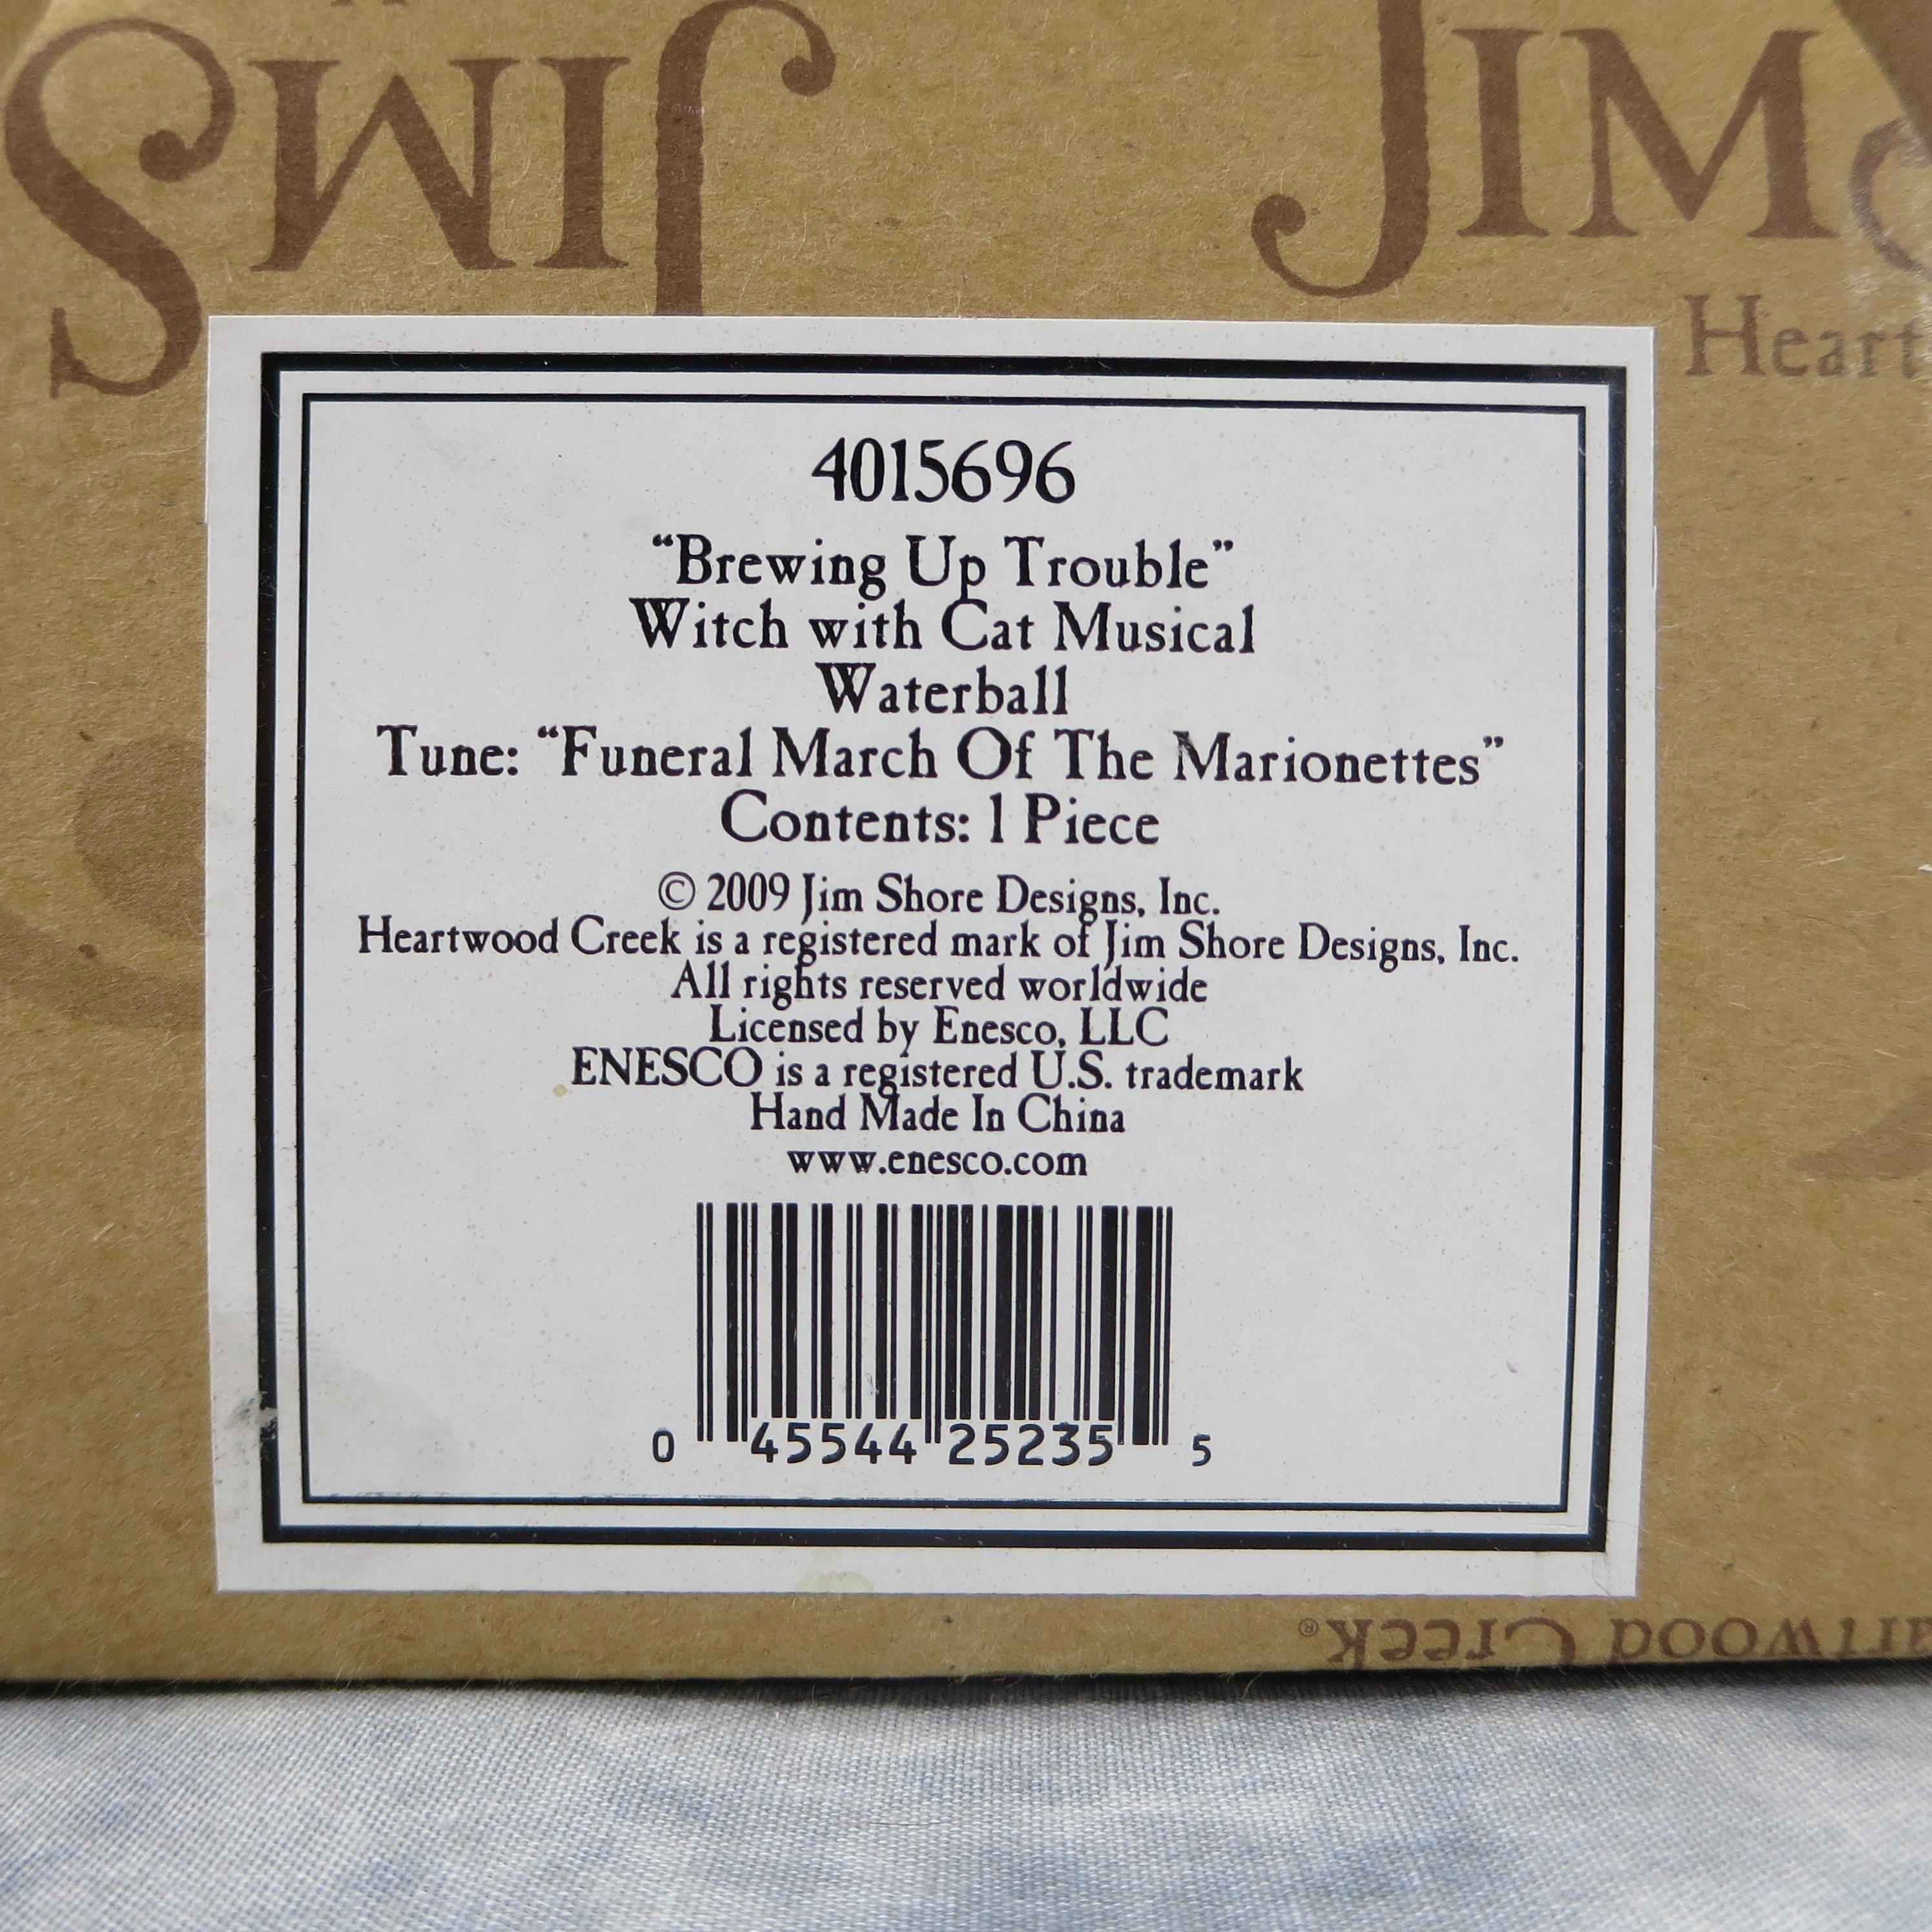 JIM S
JIM S
Heart
4015696
“Brewing Up Trouble”
Witch with Cat Musical
Waterball
Tune: “Funeral March Of The Marionettes”
Contents: 1 Piece
© 2009 Jim Shore Designs, Inc.
Heartwood Creek is a registered mark of Jim Shore Designs, Inc.
All rights reserved worldwide
Licensed by Enesco, LLC
ENESCO is a registered U.S. trademark
Hand Made In China
www.enesco.com
0 45544 25235 5
artwood Creek®